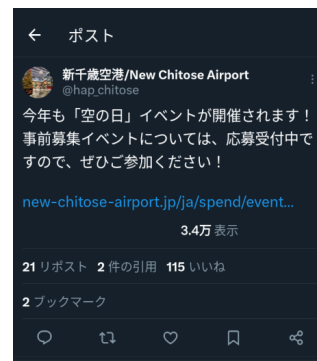 ポスト
新千歳空港/New Chitose Airport
@hap_chitose
今年も「空の日」イベントが開催されます！
事前募集イベントについては、応募受付中で
すので、ぜひご参加ください！
new-chitose-airport.jp/ja/spend/event...
3.4万 表示
21 リポスト 2 件の引用 115 いいね
2 ブックマーク